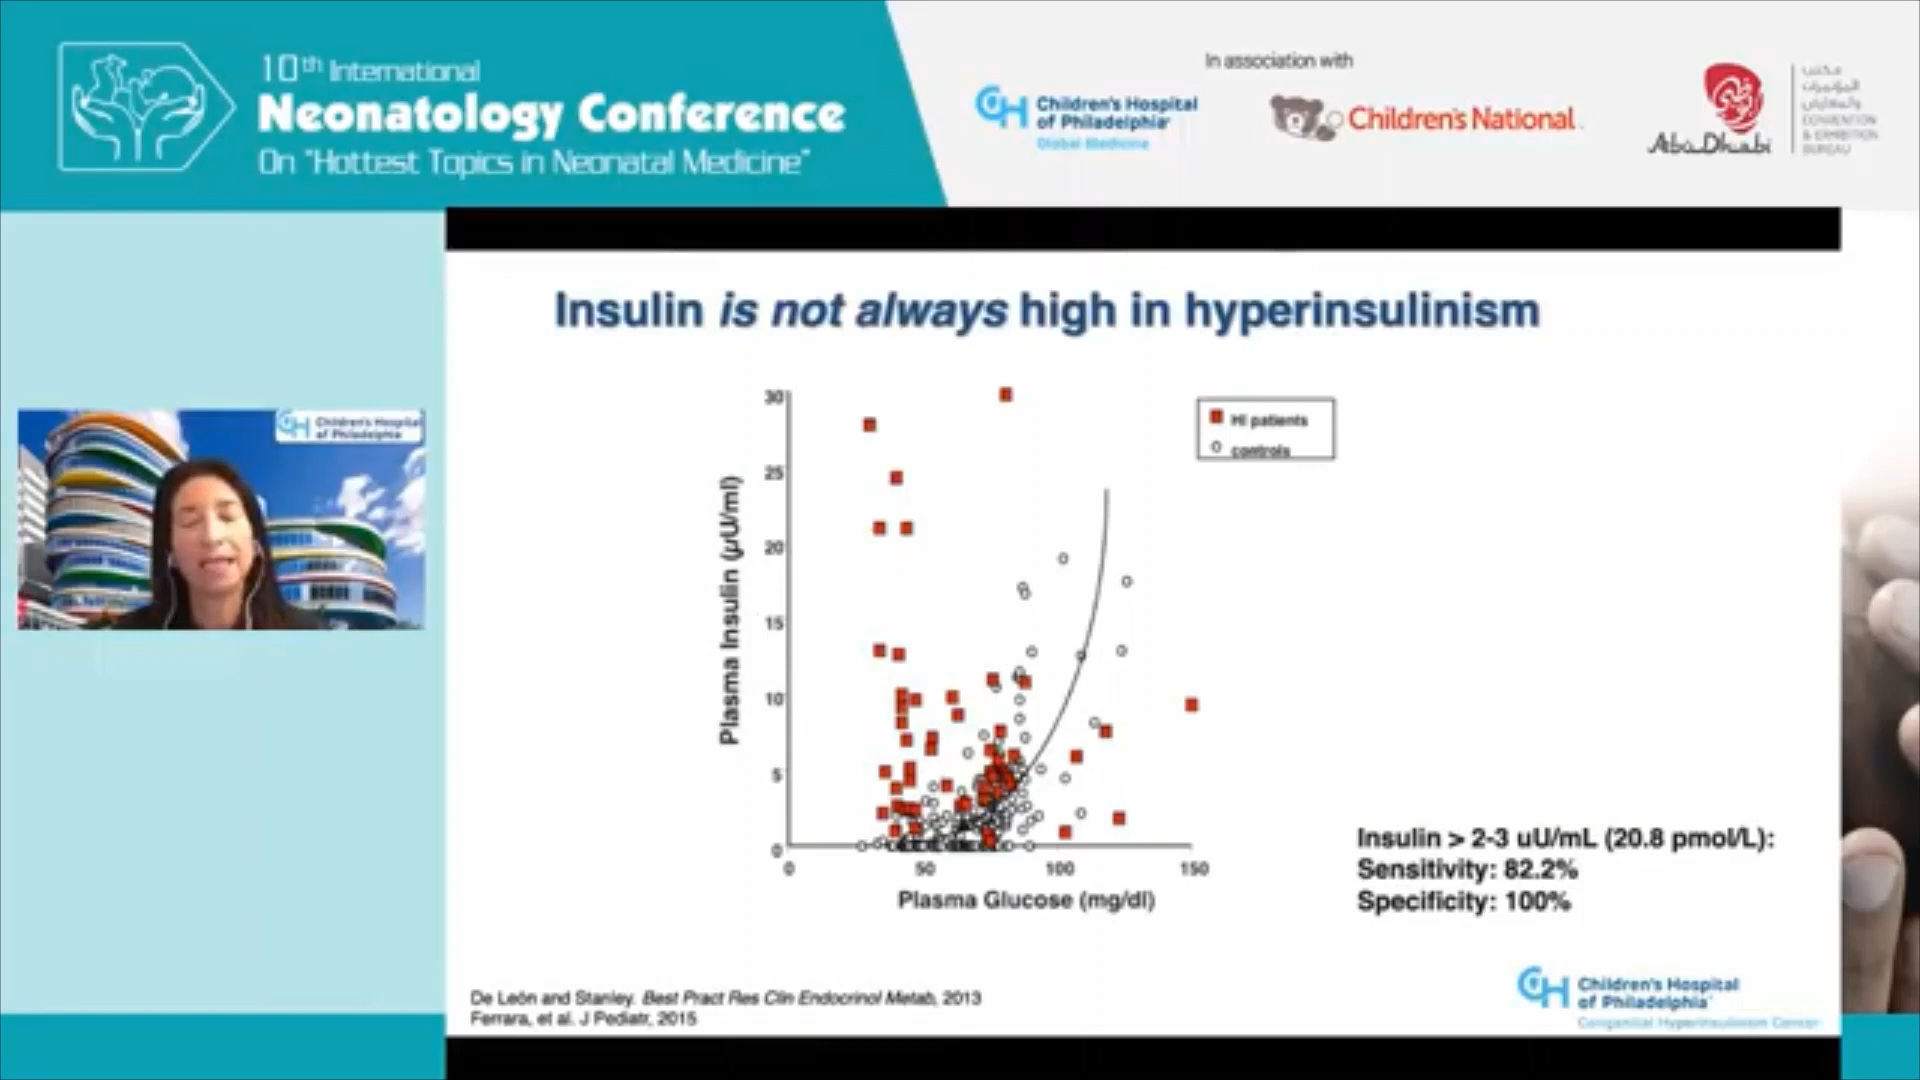 10th International
Neonatology Conference
On "Hottest Topics in Neonatal Medicine"
In association with
Children's Hospital
of Philadelphia
Global Medicine
Children's National
Abu Dhabi
CONVENTION
& EXHIBITION
BUREAU
Children's Hospital
of Philadelphia
Insulin is not always high in hyperinsulinism
30
25
20
15
10
5
0
Plasma Insulin (µU/ml)
HI patients
controls
0 50 100 150
Plasma Glucose (mg/dl)
Insulin > 2-3 uU/mL (20.8 pmol/L):
Sensitivity: 82.2%
Specificity: 100%
De León and Stanley. Best Pract Res Clin Endocrinol Metab, 2013
Ferrara, et al. J Pediatr, 2015
Children's Hospital
of Philadelphia
Congenital Hyperinsulinism Center